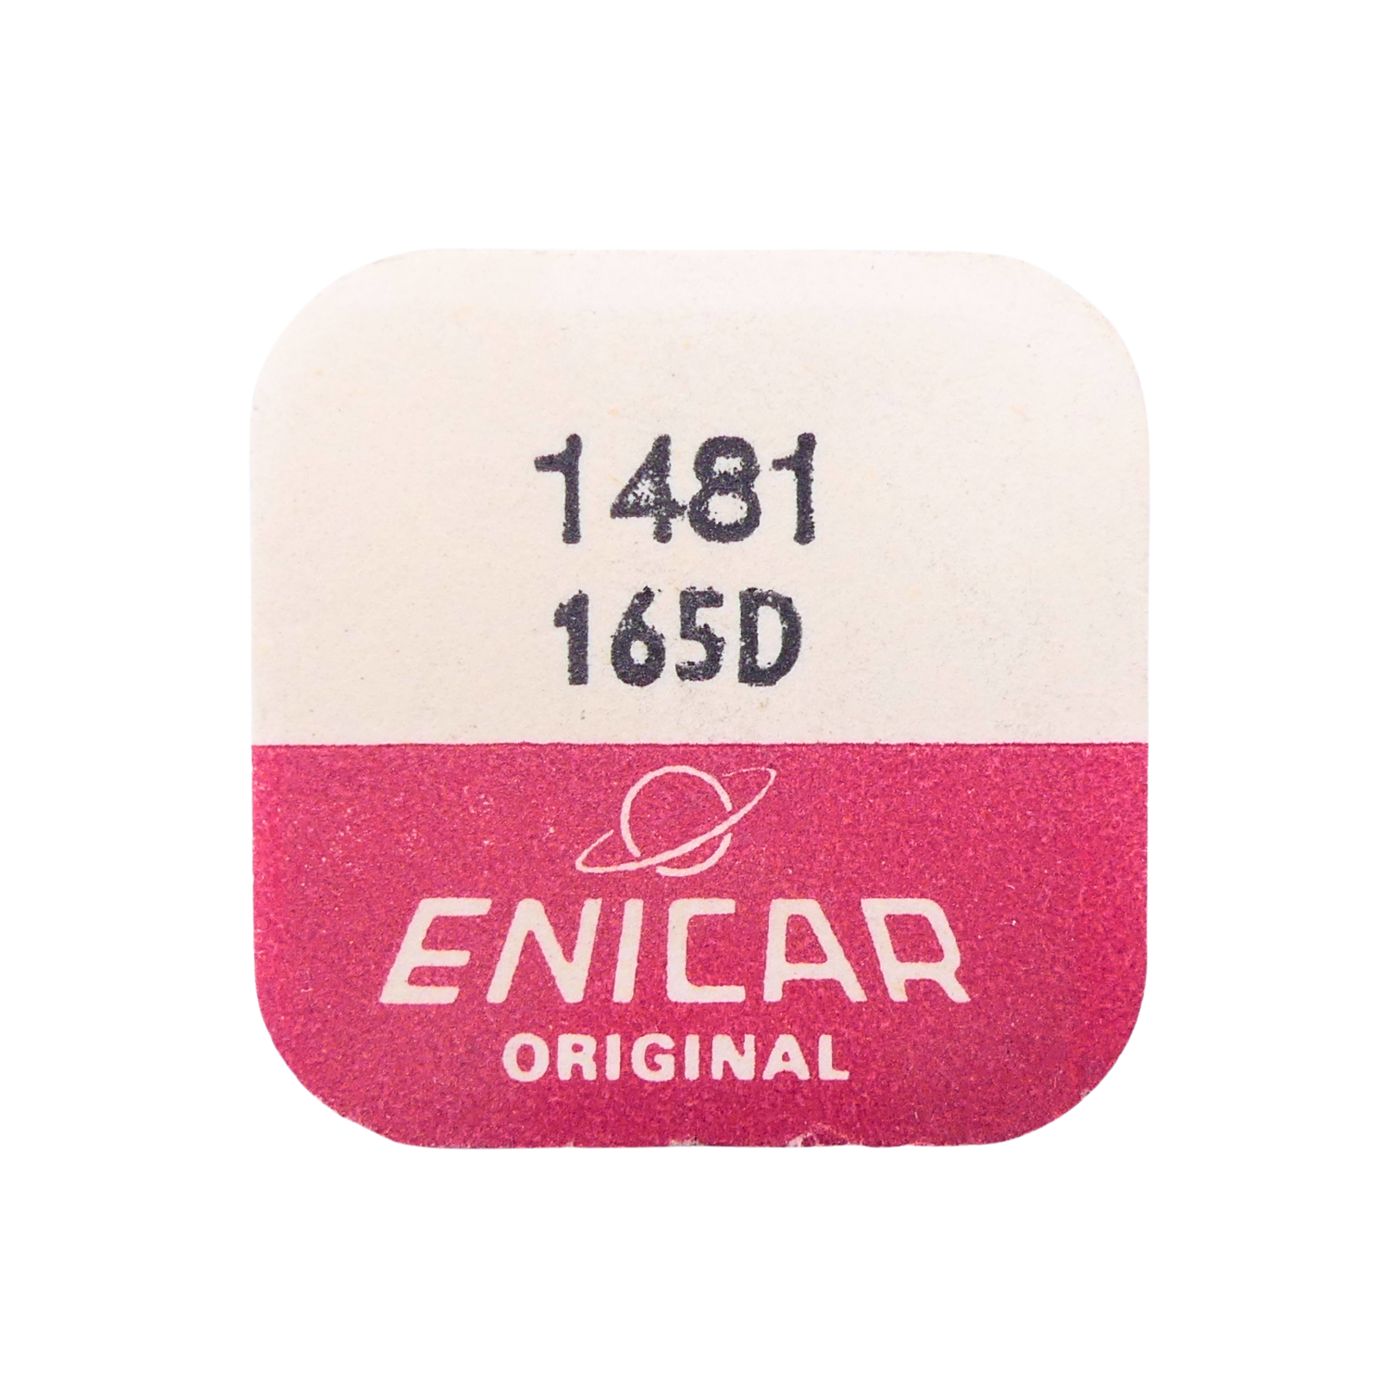 1481
165D
ENICAR
ORIGINAL